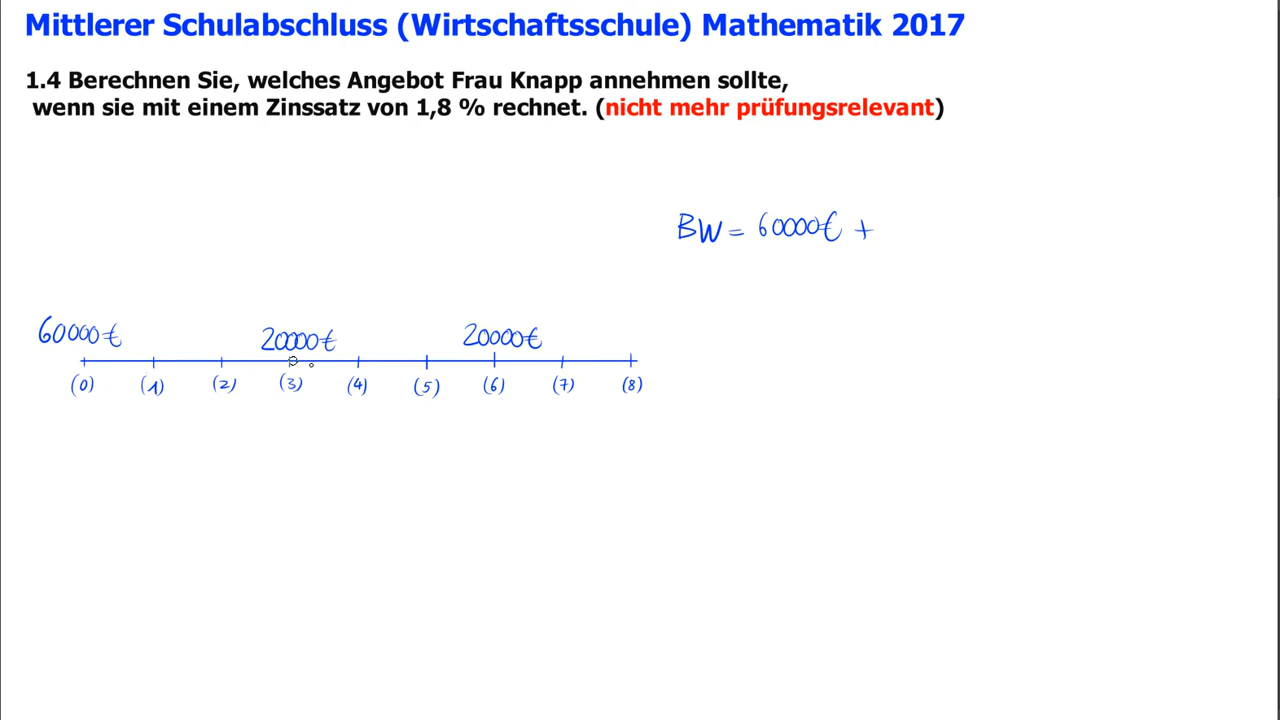 Mittlerer Schulabschluss (Wirtschaftsschule) Mathematik 2017
1.4 Berechnen Sie, welches Angebot Frau Knapp annehmen sollte,
wenn sie mit einem Zinssatz von 1,8 % rechnet. (nicht mehr prüfungsrelevant)
BW = 60000€ +
60000€ 20000€ 20000€
(0) (1) (2) (3) (4) (5) (6) (7) (8)